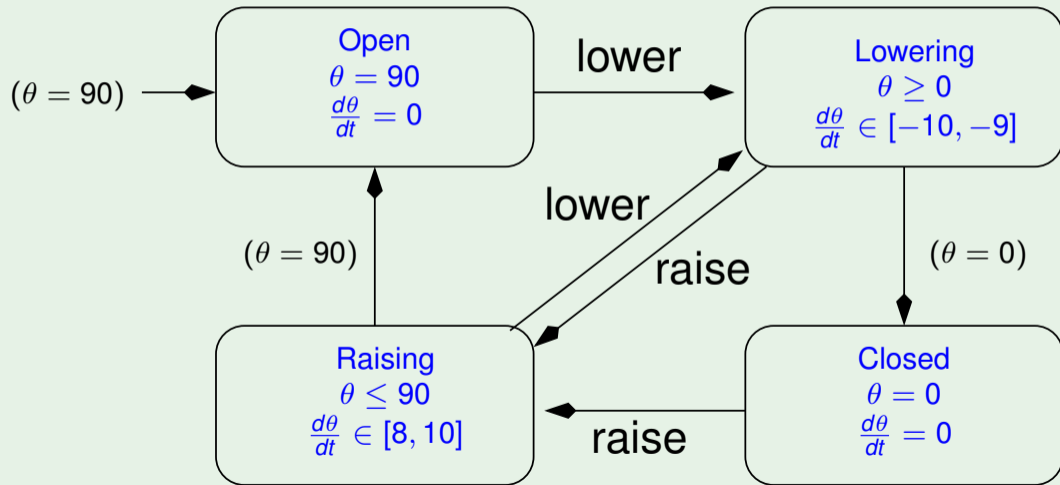 Open
θ = 90
dθ/dt = 0
(θ = 90)
lower
Lowering
θ ≥ 0
dθ/dt ∈ [−10, −9]
lower
raise
(θ = 90)
(θ = 0)
Raising
θ ≤ 90
dθ/dt ∈ [8, 10]
raise
Closed
θ = 0
dθ/dt = 0